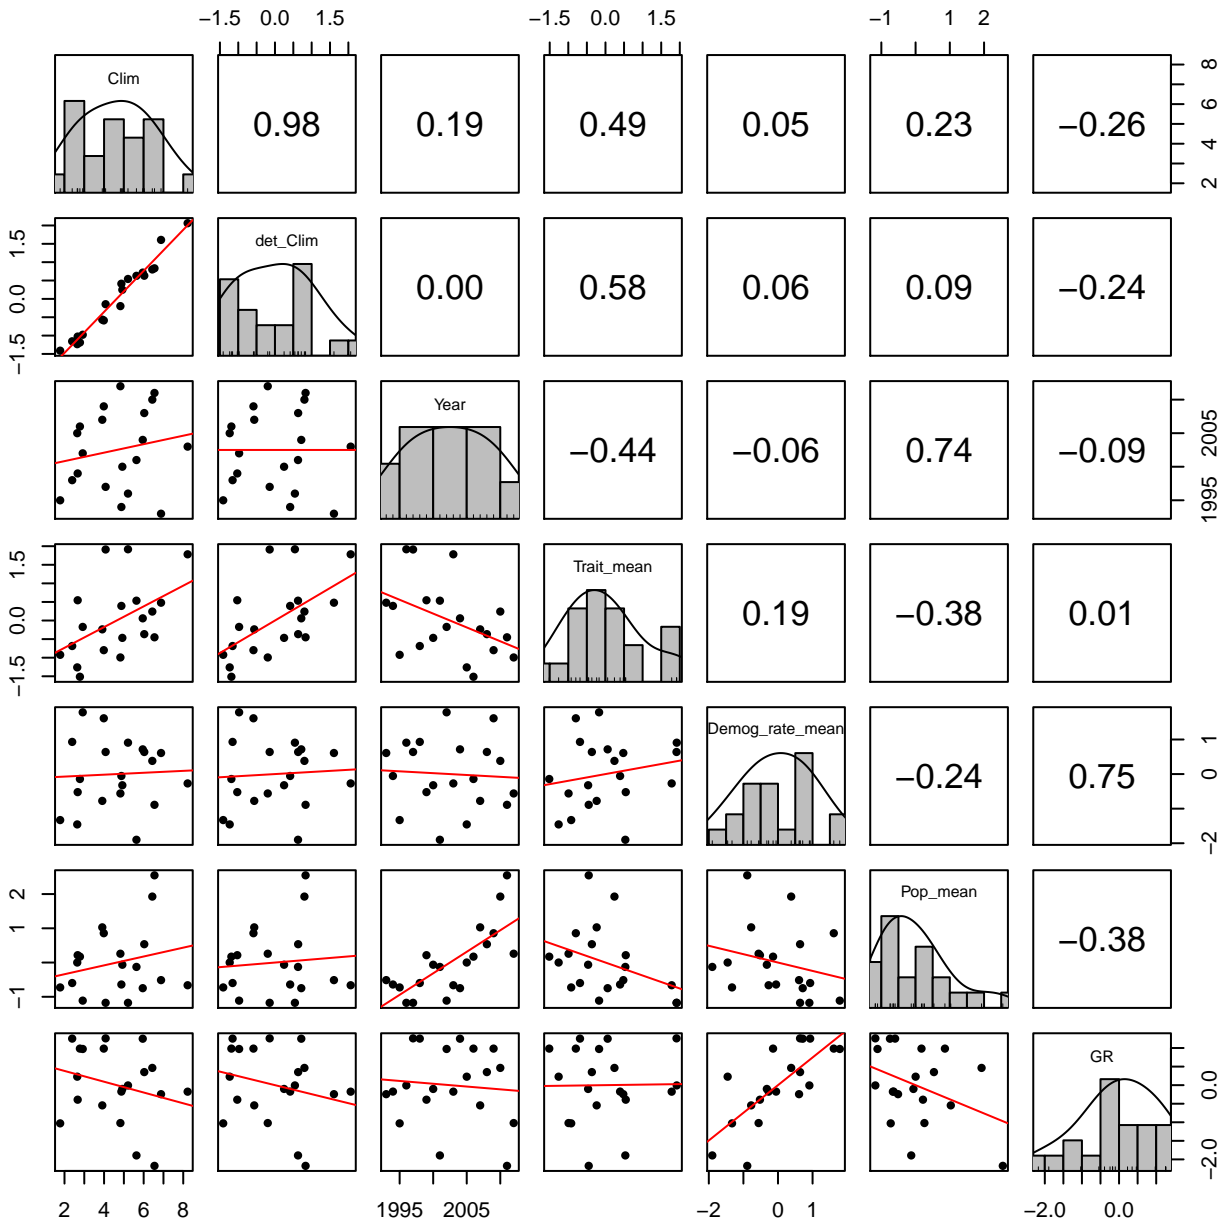 −1.5 0.0 1.5 −1.5 0.0 1.5 −1 1 2
Clim 0.98 0.19 0.49 0.05 0.23 −0.26
2 4 6 8
det_Clim 0.00 0.58 0.06 0.09 −0.24
−1.5 0.0 1.5
Year −0.44 −0.06 0.74 −0.09
1995 2005
Trait_mean 0.19 −0.38 0.01
−1.5 0.0 1.5
Demog_rate_mean −0.24 0.75
−2 0 1
Pop_mean −0.38
−1 1 2
GR
−2.0 0.0
2 4 6 8 1995 2005 −2 0 1 −2.0 0.0